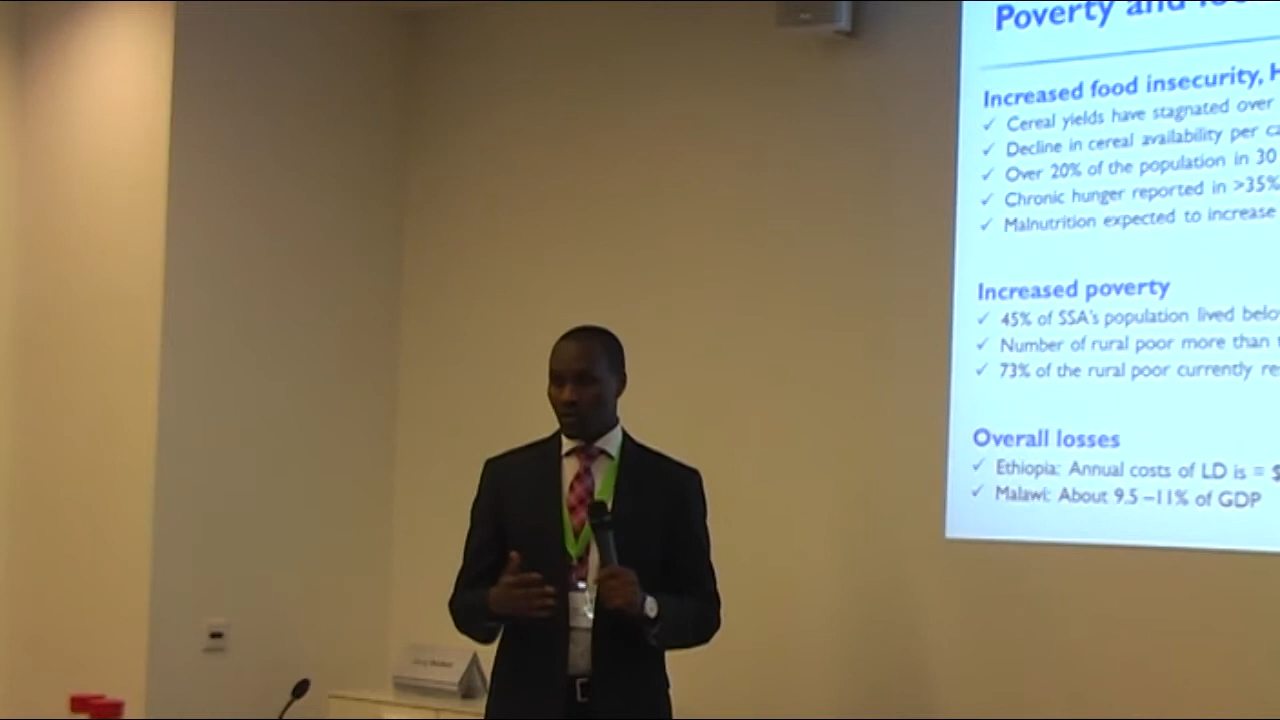 Poverty and
Increased food insecurity, H
✓ Cereal yields have stagnated over
✓ Decline in cereal availability per ca
✓ Over 20% of the population in 30
✓ Chronic hunger reported in >35%
✓ Malnutrition expected to increase
Increased poverty
✓ 45% of SSA's population lived belo
✓ Number of rural poor more than t
✓ 73% of the rural poor currently re
Overall losses
✓ Ethiopia: Annual costs of LD is = $
✓ Malawi: About 9.5 –11% of GDP